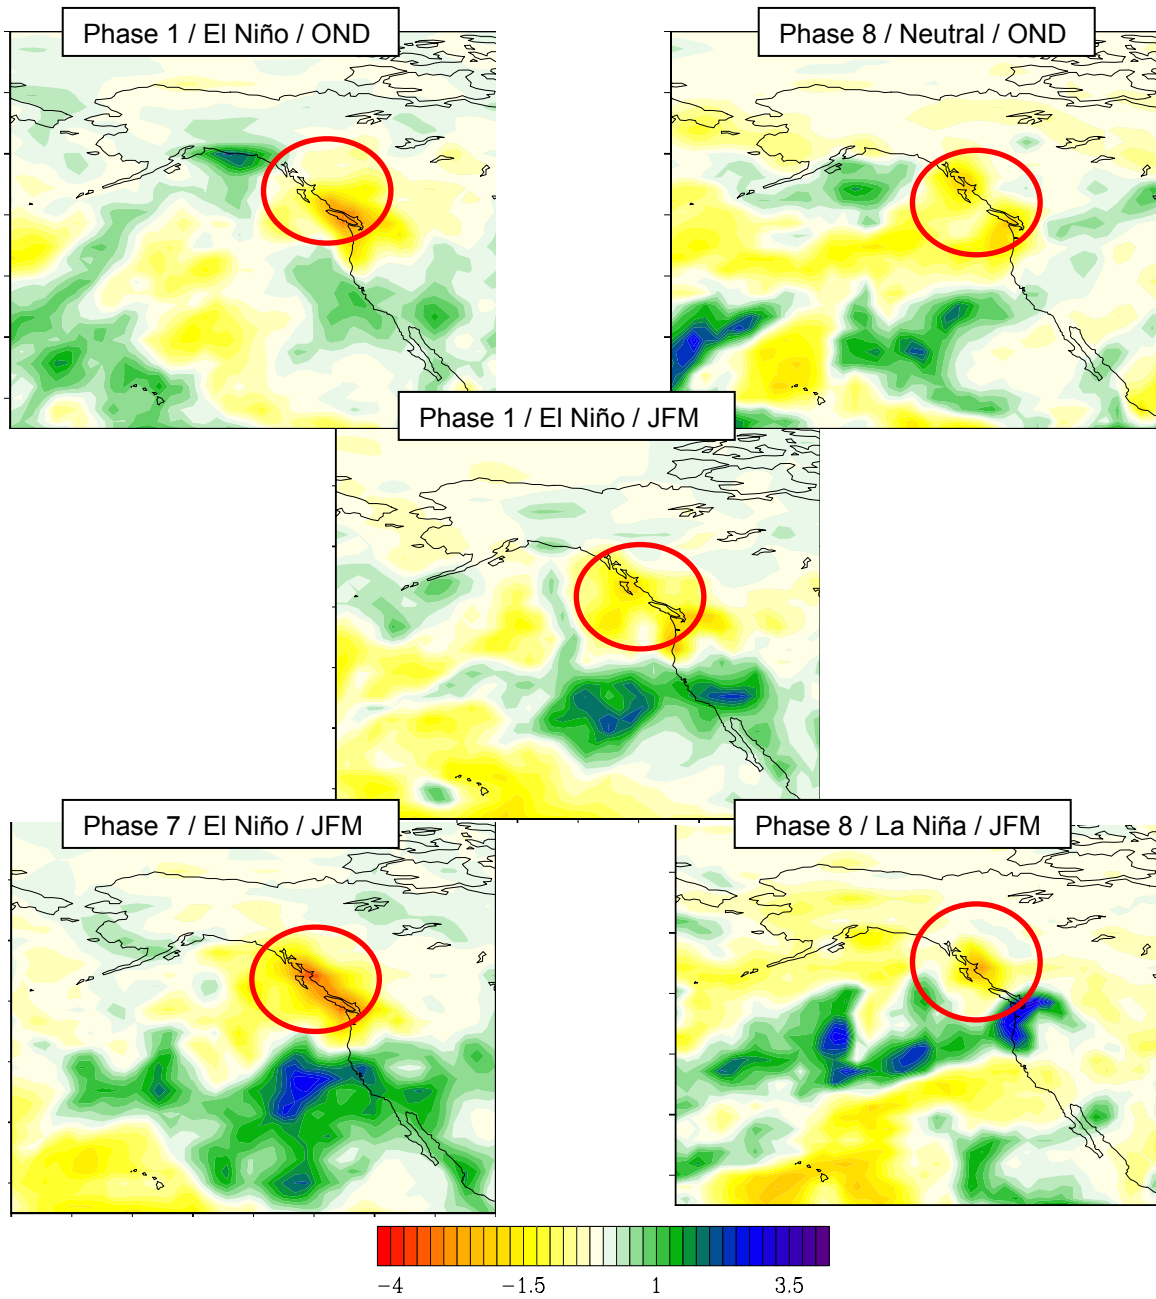 Phase 1 / El Niño / OND
Phase 8 / Neutral / OND
Phase 1 / El Niño / JFM
Phase 7 / El Niño / JFM
Phase 8 / La Niña / JFM
−4 −1.5 1 3.5